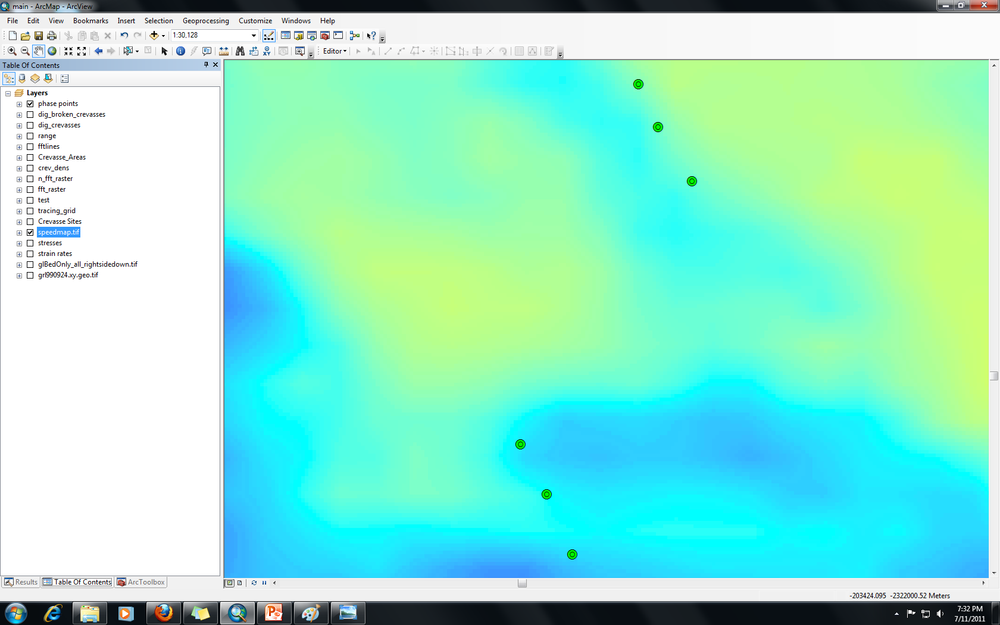 main - ArcMap - ArcView
File Edit View Bookmarks Insert Selection Geoprocessing Customize Windows Help
1:30,128
XY
Editor
Table Of Contents
Layers
phase points
dig_broken_crevasses
dig_crevasses
range
fftlines
Crevasse_Areas
crev_dens
n_fft_raster
fft_raster
test
tracing_grid
Crevasse Sites
speedmap.tif
stresses
strain rates
glBedOnly_all_rightsidedown.tif
grl990924.xy.geo.tif
Results Table Of Contents ArcToolbox
-203424.095 -2322000.52 Meters
7:32 PM
7/11/2011